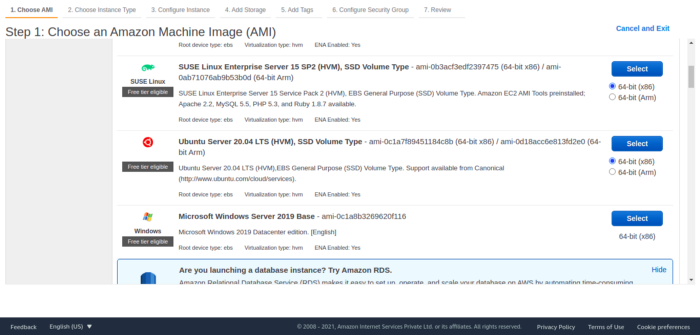 1. Choose AMI 2. Choose Instance Type 3. Configure Instance 4. Add Storage 5. Add Tags 6. Configure Security Group 7. Review
Step 1: Choose an Amazon Machine Image (AMI)
Cancel and Exit
Root device type: ebs Virtualization type: hvm ENA Enabled: Yes
SUSE Linux
Free tier eligible
SUSE Linux Enterprise Server 15 SP2 (HVM), SSD Volume Type - ami-0b3acf3edf2397475 (64-bit x86) / ami-
0ab71076ab9b53b0d (64-bit Arm)
SUSE Linux Enterprise Server 15 Service Pack 2 (HVM), EBS General Purpose (SSD) Volume Type. Amazon EC2 AMI Tools preinstalled;
Apache 2.2, MySQL 5.5, PHP 5.3, and Ruby 1.8.7 available.
Root device type: ebs Virtualization type: hvm ENA Enabled: Yes
Select
64-bit (x86)
64-bit (Arm)
Free tier eligible
Ubuntu Server 20.04 LTS (HVM), SSD Volume Type - ami-0c1a7f89451184c8b (64-bit x86) / ami-0d18acc6e813fd2e0 (64-
bit Arm)
Ubuntu Server 20.04 LTS (HVM),EBS General Purpose (SSD) Volume Type. Support available from Canonical
(http://www.ubuntu.com/cloud/services).
Root device type: ebs Virtualization type: hvm ENA Enabled: Yes
Select
64-bit (x86)
64-bit (Arm)
Windows
Free tier eligible
Microsoft Windows Server 2019 Base - ami-0c1a8b3269620f116
Microsoft Windows 2019 Datacenter edition. [English]
Root device type: ebs Virtualization type: hvm ENA Enabled: Yes
Select
64-bit (x86)
Are you launching a database instance? Try Amazon RDS.
Hide
Amazon Relational Database Service (RDS) makes it easy to set up, operate, and scale your database on AWS by automating time-consuming
Feedback English (US) © 2008 - 2021, Amazon Internet Services Private Ltd. or its affiliates. All rights reserved. Privacy Policy Terms of Use Cookie preferences